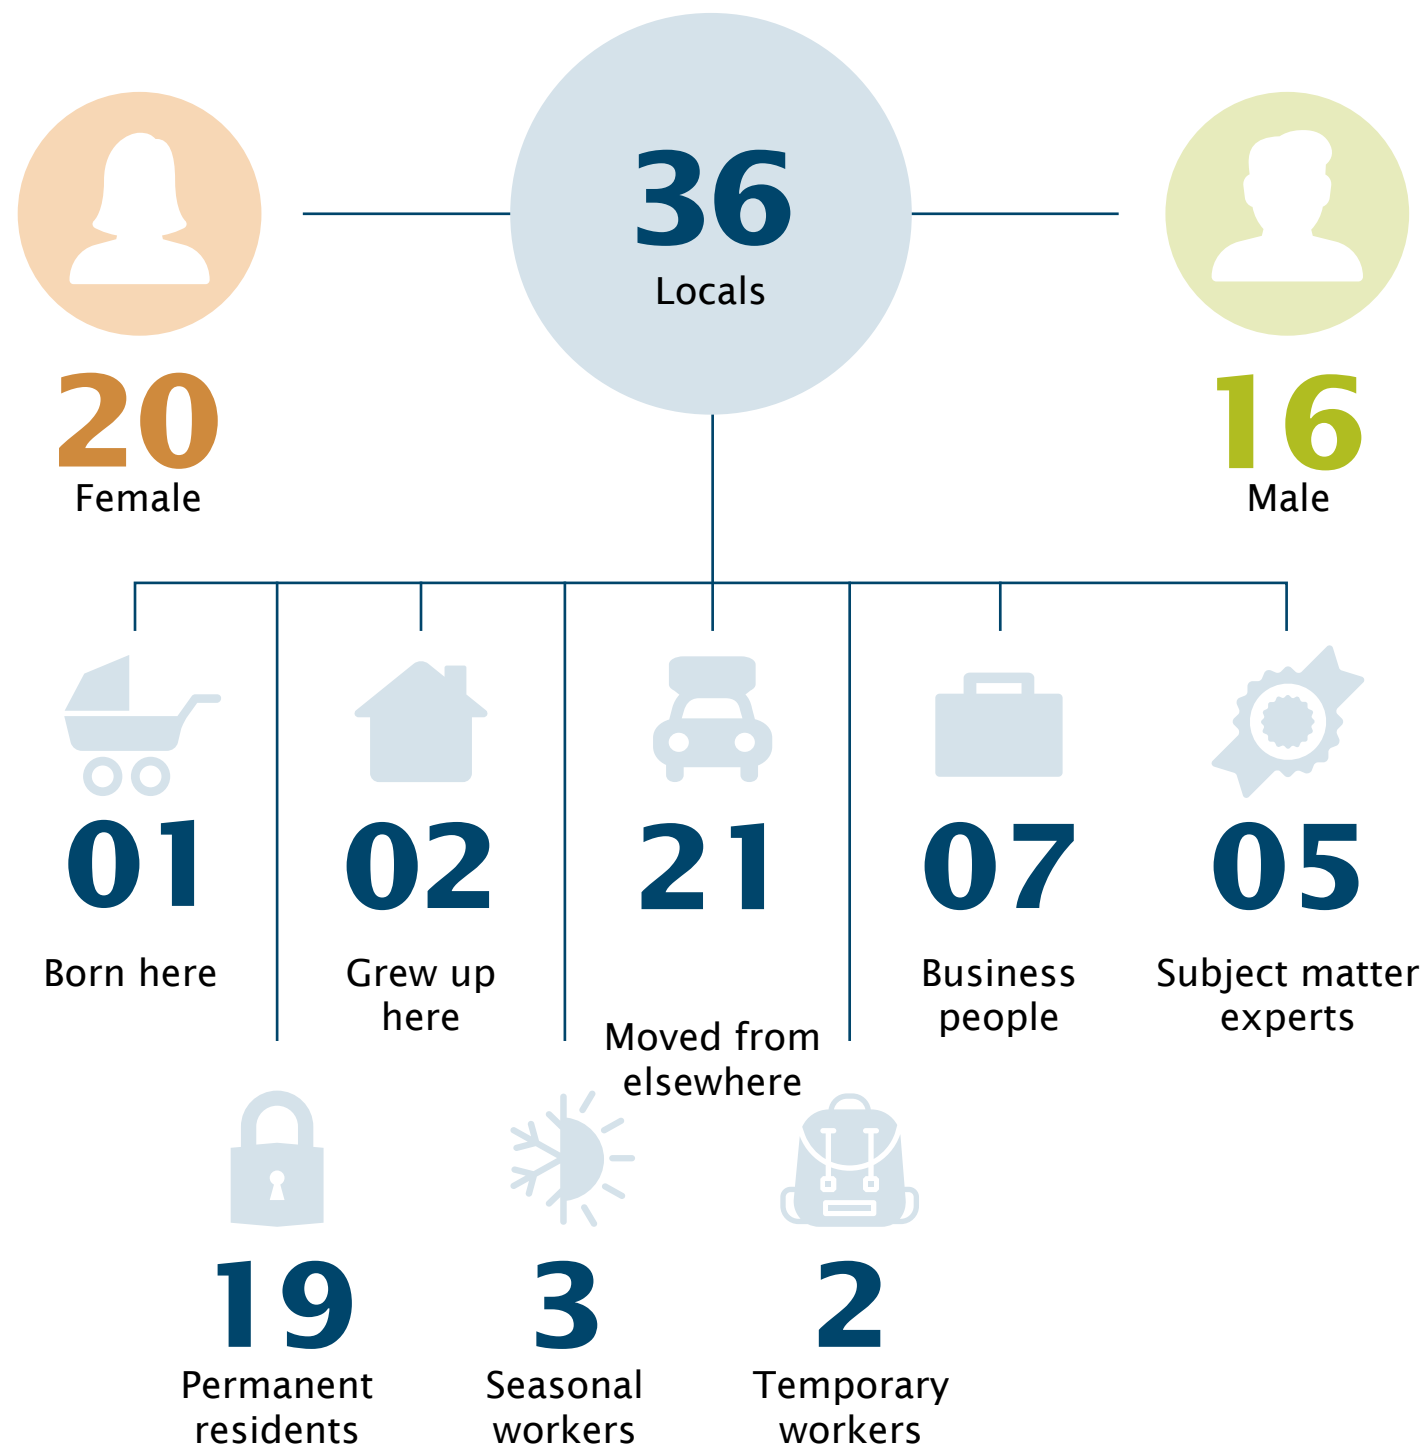 36
Locals
20
Female
16
Male
01
Born here
02
Grew up
here
21
Moved from
elsewhere
07
Business
people
05
Subject matter
experts
19
Permanent
residents
3
Seasonal
workers
2
Temporary
workers